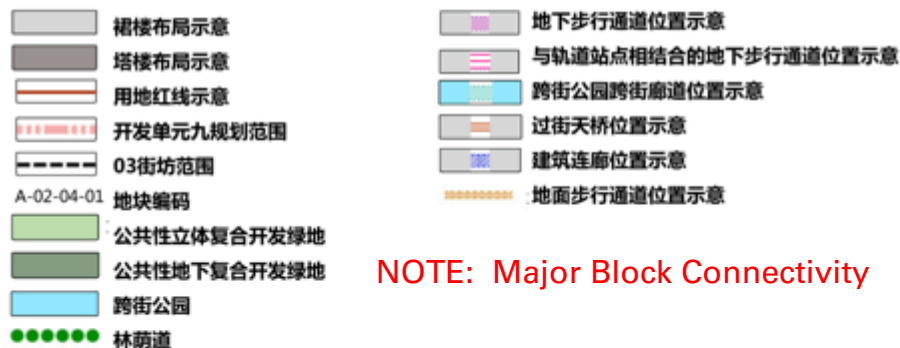 裙楼布局示意
塔楼布局示意
用地红线示意
开发单元九规划范围
03街坊范围
A-02-04-01 地块编码
公共性立体复合开发绿地
公共性地下复合开发绿地
跨街公园
林荫道
地下步行通道位置示意
与轨道站点相结合的地下步行通道位置示意
跨街公园跨街廊道位置示意
过街天桥位置示意
建筑连廊位置示意
地面步行通道位置示意
NOTE: Major Block Connectivity